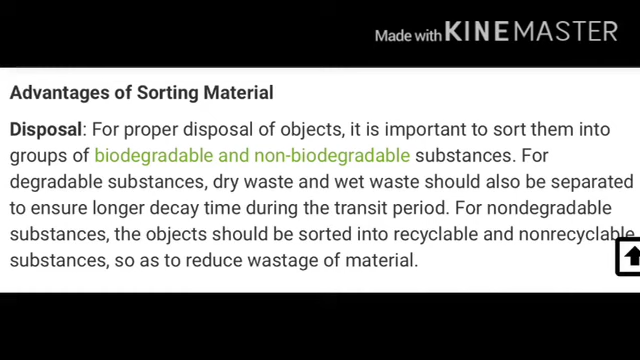 Made with KINEMASTER
Advantages of Sorting Material
Disposal: For proper disposal of objects, it is important to sort them into
groups of biodegradable and non-biodegradable substances. For
degradable substances, dry waste and wet waste should also be separated
to ensure longer decay time during the transit period. For nondegradable
substances, the objects should be sorted into recyclable and nonrecyclable
substances, so as to reduce wastage of material.